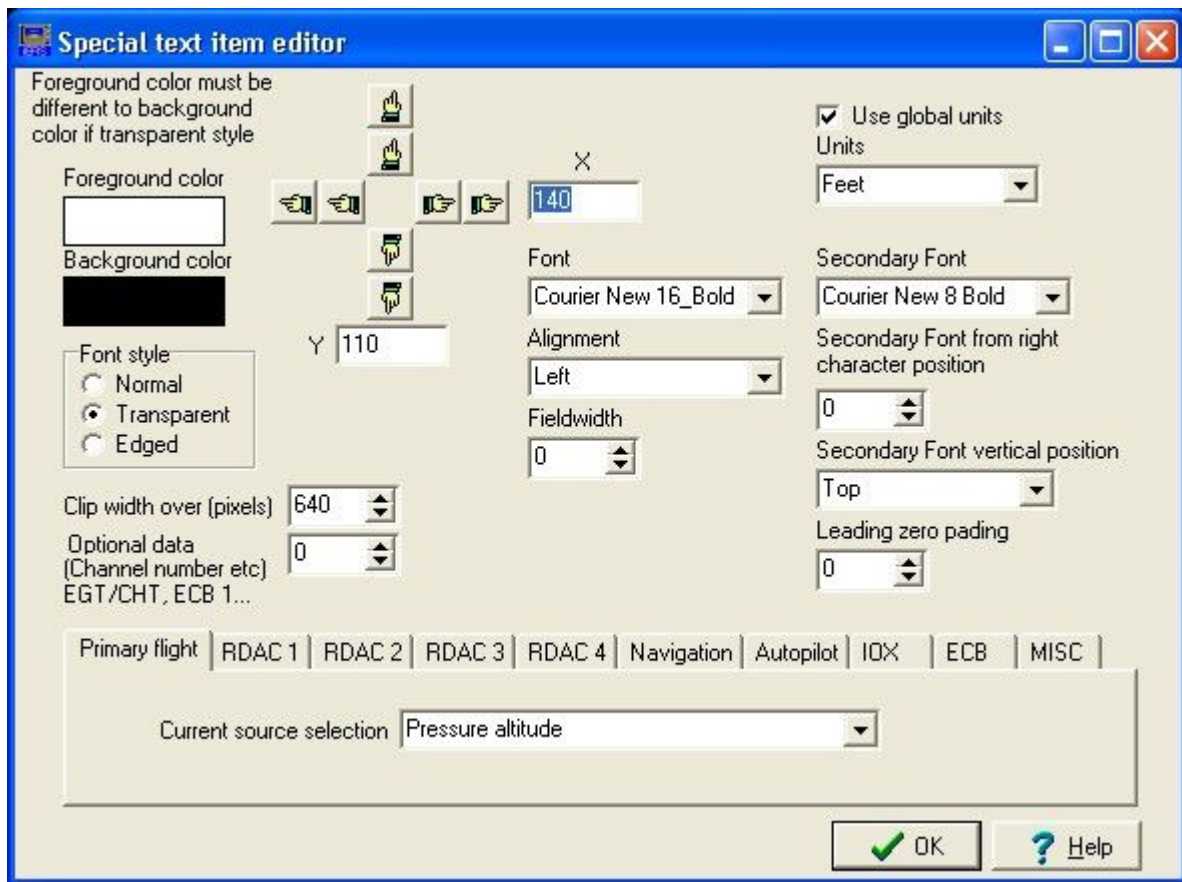 Special text item editor
Foreground color must be
different to background
color if transparent style
Foreground color
Background color
Font style
Normal
Transparent
Edged
Clip width over (pixels) 640
Optional data
(Channel number etc)
EGT/CHT, ECB 1...
0
X
140
Y 110
Font
Courier New 16_Bold
Alignment
Left
Fieldwidth
0
Use global units
Units
Feet
Secondary Font
Courier New 8 Bold
Secondary Font from right
character position
0
Secondary Font vertical position
Top
Leading zero pading
0
Primary flight RDAC 1 RDAC 2 RDAC 3 RDAC 4 Navigation Autopilot IOX ECB MISC
Current source selection Pressure altitude
OK ? Help